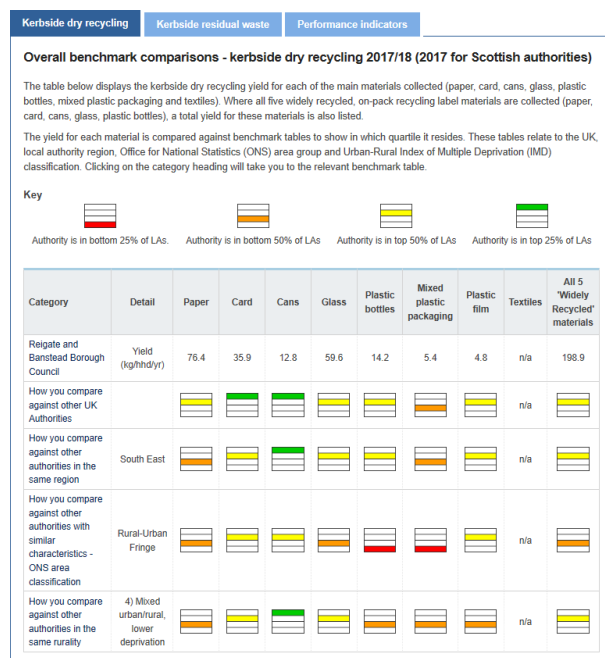 Kerbside dry recycling
Kerbside residual waste
Performance indicators
Overall benchmark comparisons - kerbside dry recycling 2017/18 (2017 for Scottish authorities)
The table below displays the kerbside dry recycling yield for each of the main materials collected (paper, card, cans, glass, plastic
bottles, mixed plastic packaging and textiles). Where all five widely recycled, on-pack recycling label materials are collected (paper,
card, cans, glass, plastic bottles), a total yield for these materials is also listed.
The yield for each material is compared against benchmark tables to show in which quartile it resides. These tables relate to the UK,
local authority region, Office for National Statistics (ONS) area group and Urban-Rural Index of Multiple Deprivation (IMD)
classification. Clicking on the category heading will take you to the relevant benchmark table.
Key
Authority is in bottom 25% of LAs.
Authority is in bottom 50% of LAs
Authority is in top 50% of LAs
Authority is in top 25% of LAs
Category
Detail
Paper
Card
Cans
Glass
Plastic
bottles
Mixed
plastic
packaging
Plastic
film
Textiles
All 5
'Widely
Recycled'
materials
Reigate and
Banstead Borough
Council
Yield
(kg/hhd/yr)
76.4
35.9
12.8
59.6
14.2
5.4
4.8
n/a
198.9
How you compare
against other UK
Authorities
n/a
How you compare
against other
authorities in the
same region
South East
n/a
How you compare
against other
authorities with
similar
characteristics -
ONS area
classification
Rural-Urban
Fringe
n/a
How you compare
against other
authorities in the
same rurality
4) Mixed
urban/rural,
lower
deprivation
n/a